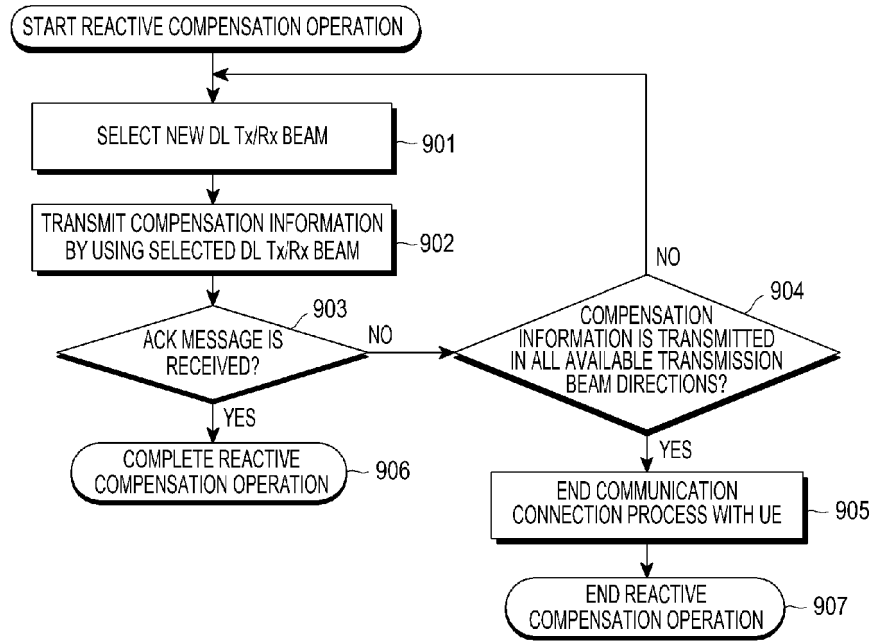 START REACTIVE COMPENSATION OPERATION
SELECT NEW DL Tx/Rx BEAM
901
TRANSMIT COMPENSATION INFORMATION
BY USING SELECTED DL Tx/Rx BEAM
902
903
ACK MESSAGE IS
RECEIVED?
NO
YES
COMPLETE REACTIVE
COMPENSATION OPERATION
906
NO
904
COMPENSATION
INFORMATION IS TRANSMITTED
IN ALL AVAILABLE TRANSMISSION
BEAM DIRECTIONS?
YES
END COMMUNICATION
CONNECTION PROCESS WITH UE
905
END REACTIVE
COMPENSATION OPERATION
907